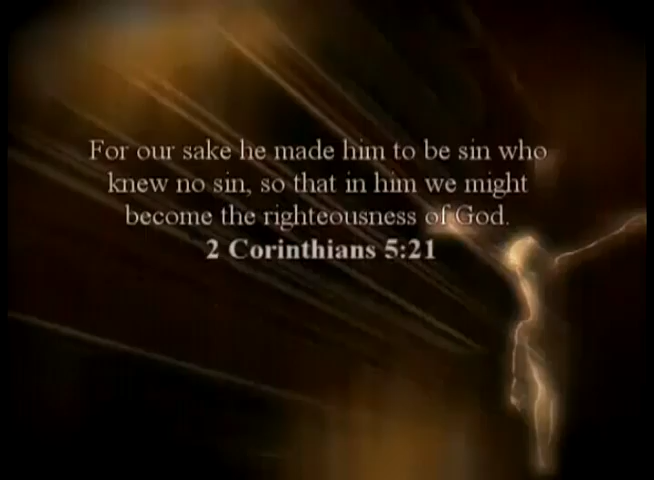 For our sake he made him to be sin who
knew no sin, so that in him we might
become the righteousness of God.
2 Corinthians 5:21